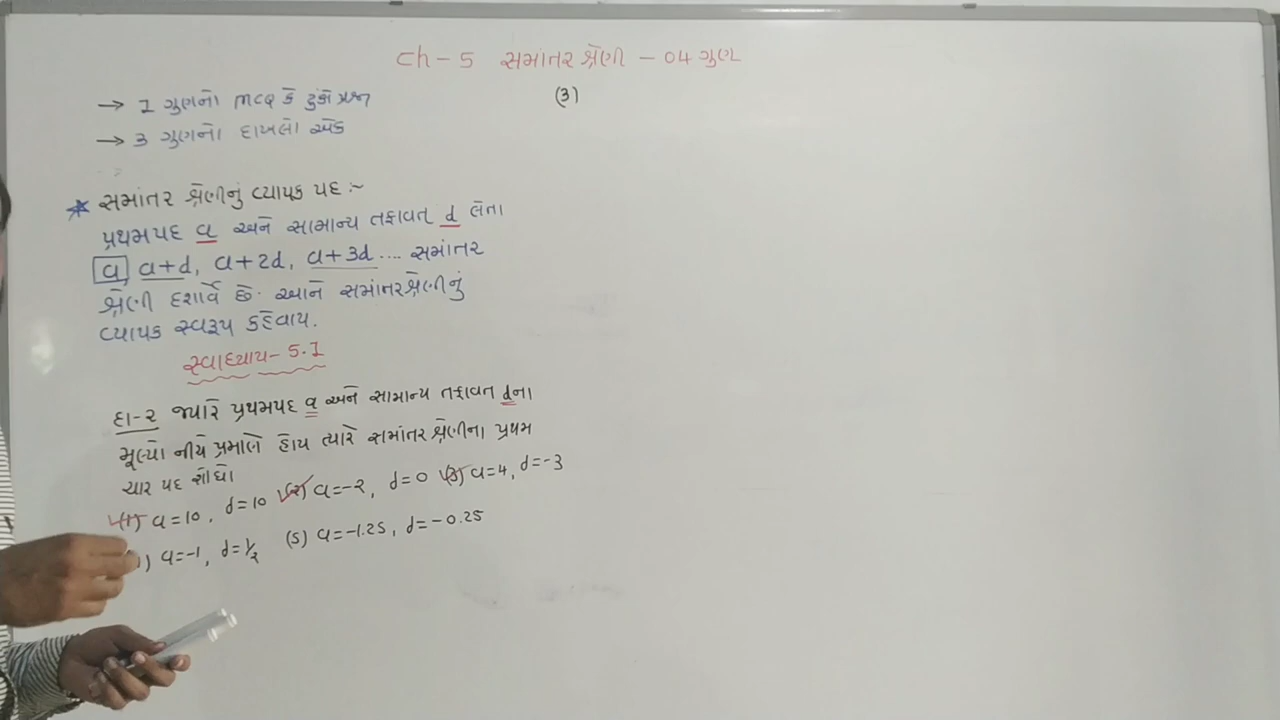 Ch-5 સમાંતર શ્રેણી - 04 ગુણ
→ 1 ગુણનો MCQ કે ટુંકો પ્રશ્ન
(3)
→ 3 ગુણનો દાખલો એક
* સમાંતર શ્રેણીનું વ્યાપક પદ :-
પ્રથમપદ a અને સામાન્ય તફાવત d લેતા
a, a+d, a+2d, a+3d .... સમાંતર
શ્રેણી દર્શાવે છે. આને સમાંતરશ્રેણીનું
વ્યાપક સ્વરૂપ કહેવાય.
સ્વાધ્યાય- 5.1
દા-૨ જ્યારે પ્રથમપદ a અને સામાન્ય તફાવત dના
મૂલ્યો નીચે પ્રમાણે હોય ત્યારે સમાંતર શ્રેણીના પ્રથમ
ચાર પદ શોધો
(1) a=10, d=10 (2) a=-2, d=0 (3) a=4, d=-3
) a=-1, d=1/2 (5) a=-1.25, d=-0.25